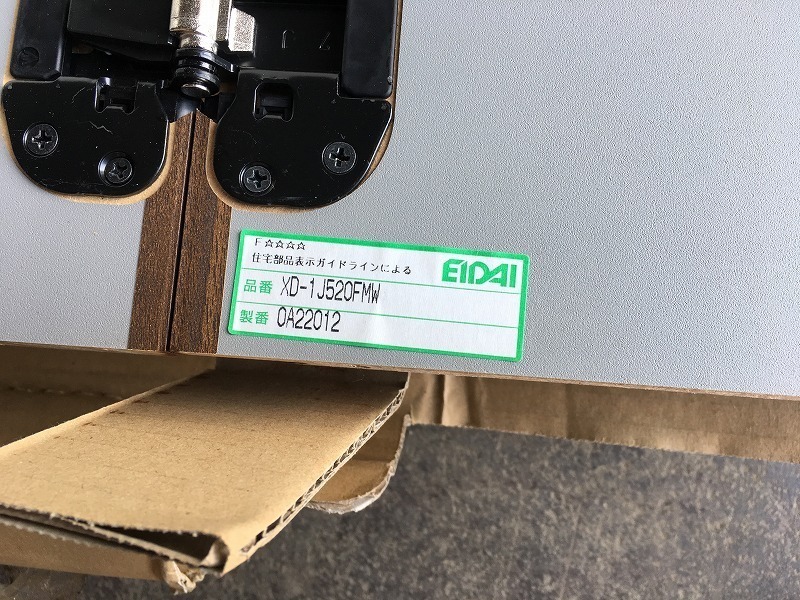 F☆☆☆☆
住宅部品表示ガイドラインによる
EIDAI
品番 XD-1J520FMW
製番 0A22012